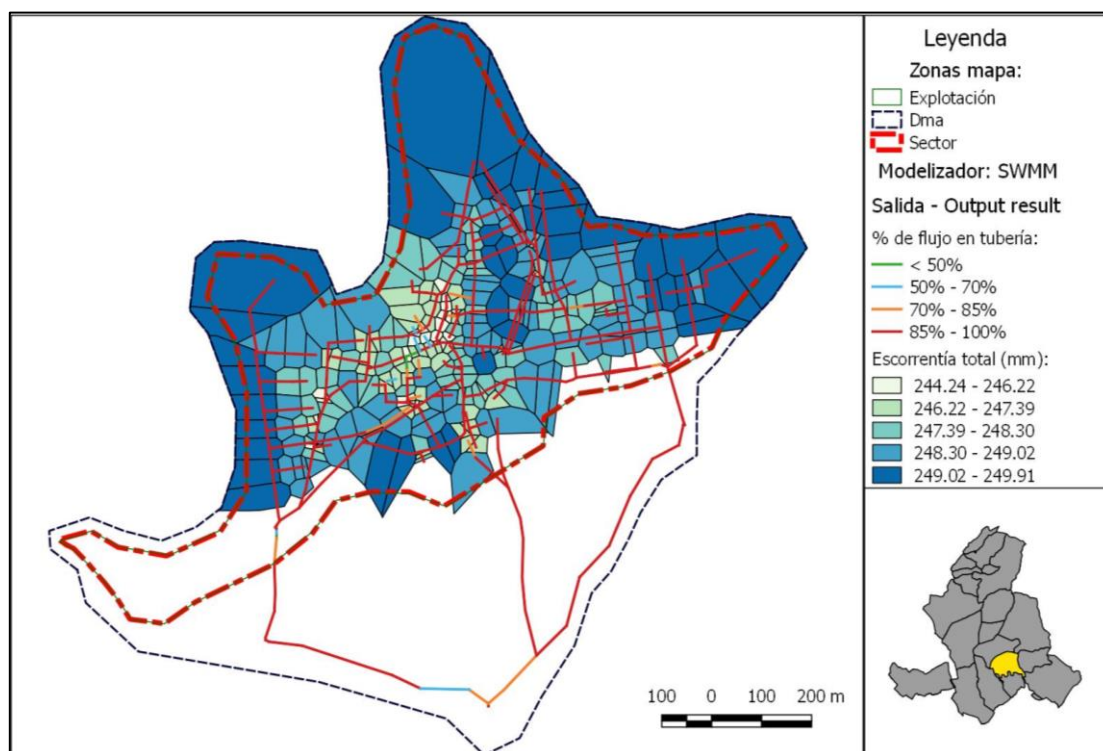 Leyenda
Zonas mapa:
Explotación
Dma
Sector
Modelizador: SWMM
Salida - Output result
% de flujo en tubería:
< 50%
50% - 70%
70% - 85%
85% - 100%
Escorrentía total (mm):
244.24 - 246.22
246.22 - 247.39
247.39 - 248.30
248.30 - 249.02
249.02 - 249.91
100 0 100 200 m